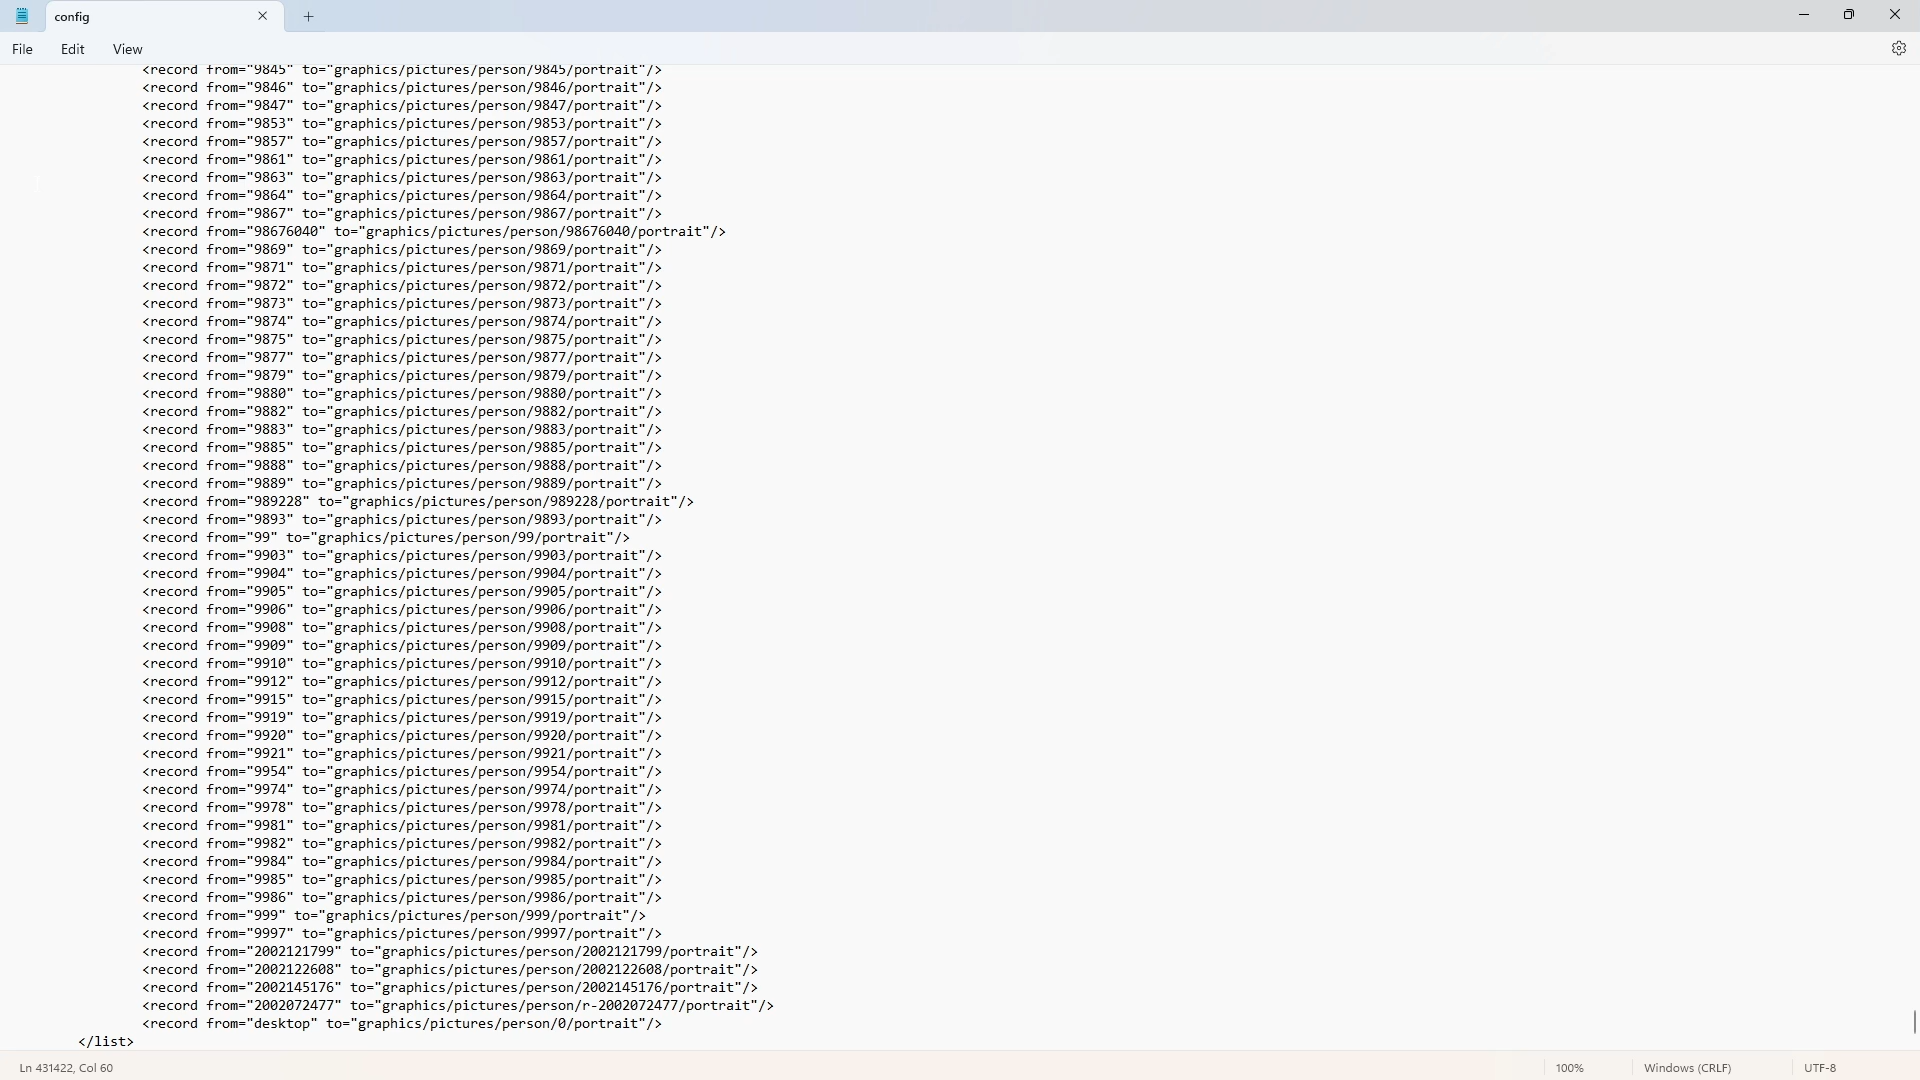 config
File Edit View
<record from="9845" to="graphics/pictures/person/9845/portrait"/>
<record from="9846" to="graphics/pictures/person/9846/portrait"/>
<record from="9847" to="graphics/pictures/person/9847/portrait"/>
<record from="9853" to="graphics/pictures/person/9853/portrait"/>
<record from="9857" to="graphics/pictures/person/9857/portrait"/>
<record from="9861" to="graphics/pictures/person/9861/portrait"/>
<record from="9863" to="graphics/pictures/person/9863/portrait"/>
<record from="9864" to="graphics/pictures/person/9864/portrait"/>
<record from="9867" to="graphics/pictures/person/9867/portrait"/>
<record from="98676040" to="graphics/pictures/person/98676040/portrait"/>
<record from="9869" to="graphics/pictures/person/9869/portrait"/>
<record from="9871" to="graphics/pictures/person/9871/portrait"/>
<record from="9872" to="graphics/pictures/person/9872/portrait"/>
<record from="9873" to="graphics/pictures/person/9873/portrait"/>
<record from="9874" to="graphics/pictures/person/9874/portrait"/>
<record from="9875" to="graphics/pictures/person/9875/portrait"/>
<record from="9877" to="graphics/pictures/person/9877/portrait"/>
<record from="9879" to="graphics/pictures/person/9879/portrait"/>
<record from="9880" to="graphics/pictures/person/9880/portrait"/>
<record from="9882" to="graphics/pictures/person/9882/portrait"/>
<record from="9883" to="graphics/pictures/person/9883/portrait"/>
<record from="9885" to="graphics/pictures/person/9885/portrait"/>
<record from="9888" to="graphics/pictures/person/9888/portrait"/>
<record from="9889" to="graphics/pictures/person/9889/portrait"/>
<record from="989228" to="graphics/pictures/person/989228/portrait"/>
<record from="9893" to="graphics/pictures/person/9893/portrait"/>
<record from="99" to="graphics/pictures/person/99/portrait"/>
<record from="9903" to="graphics/pictures/person/9903/portrait"/>
<record from="9904" to="graphics/pictures/person/9904/portrait"/>
<record from="9905" to="graphics/pictures/person/9905/portrait"/>
<record from="9906" to="graphics/pictures/person/9906/portrait"/>
<record from="9908" to="graphics/pictures/person/9908/portrait"/>
<record from="9909" to="graphics/pictures/person/9909/portrait"/>
<record from="9910" to="graphics/pictures/person/9910/portrait"/>
<record from="9912" to="graphics/pictures/person/9912/portrait"/>
<record from="9915" to="graphics/pictures/person/9915/portrait"/>
<record from="9919" to="graphics/pictures/person/9919/portrait"/>
<record from="9920" to="graphics/pictures/person/9920/portrait"/>
<record from="9921" to="graphics/pictures/person/9921/portrait"/>
<record from="9954" to="graphics/pictures/person/9954/portrait"/>
<record from="9974" to="graphics/pictures/person/9974/portrait"/>
<record from="9978" to="graphics/pictures/person/9978/portrait"/>
<record from="9981" to="graphics/pictures/person/9981/portrait"/>
<record from="9982" to="graphics/pictures/person/9982/portrait"/>
<record from="9984" to="graphics/pictures/person/9984/portrait"/>
<record from="9985" to="graphics/pictures/person/9985/portrait"/>
<record from="9986" to="graphics/pictures/person/9986/portrait"/>
<record from="999" to="graphics/pictures/person/999/portrait"/>
<record from="9997" to="graphics/pictures/person/9997/portrait"/>
<record from="2002121799" to="graphics/pictures/person/2002121799/portrait"/>
<record from="2002122608" to="graphics/pictures/person/2002122608/portrait"/>
<record from="2002145176" to="graphics/pictures/person/2002145176/portrait"/>
<record from="2002072477" to="graphics/pictures/person/r-2002072477/portrait"/>
<record from="desktop" to="graphics/pictures/person/0/portrait"/>
</list>
Ln 431422, Col 60 100% Windows (CRLF) UTF-8